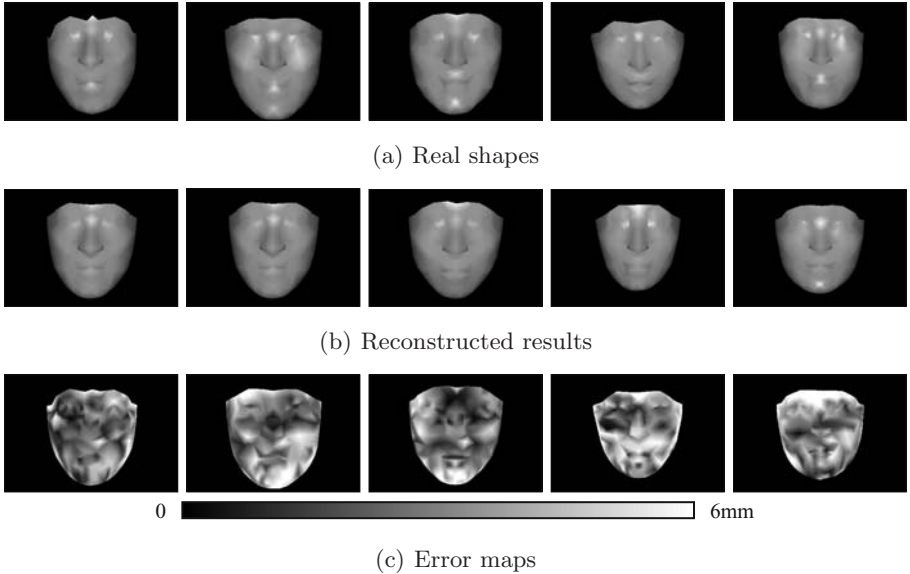 (a) Real shapes
(b) Reconstructed results
0 6mm
(c) Error maps